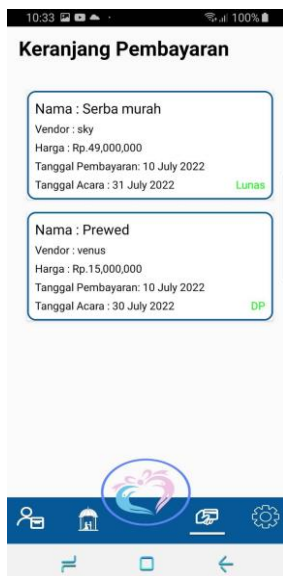 10:33
100%
Keranjang Pembayaran
Nama : Serba murah
Vendor : sky
Harga : Rp.49,000,000
Tanggal Pembayaran: 10 July 2022
Tanggal Acara : 31 July 2022
Lunas
Nama : Prewed
Vendor : venus
Harga : Rp.15,000,000
Tanggal Pembayaran: 10 July 2022
Tanggal Acara : 30 July 2022
DP